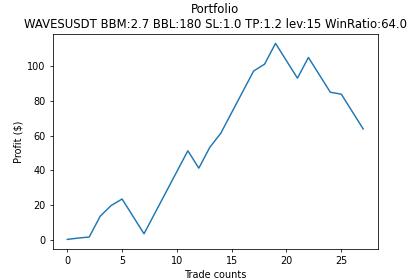 Portfolio
WAVESUSDT BBM:2.7 BBL:180 SL:1.0 TP:1.2 lev:15 WinRatio:64.0
100
80
60
40
20
0
Profit ($)
0 5 10 15 20 25
Trade counts